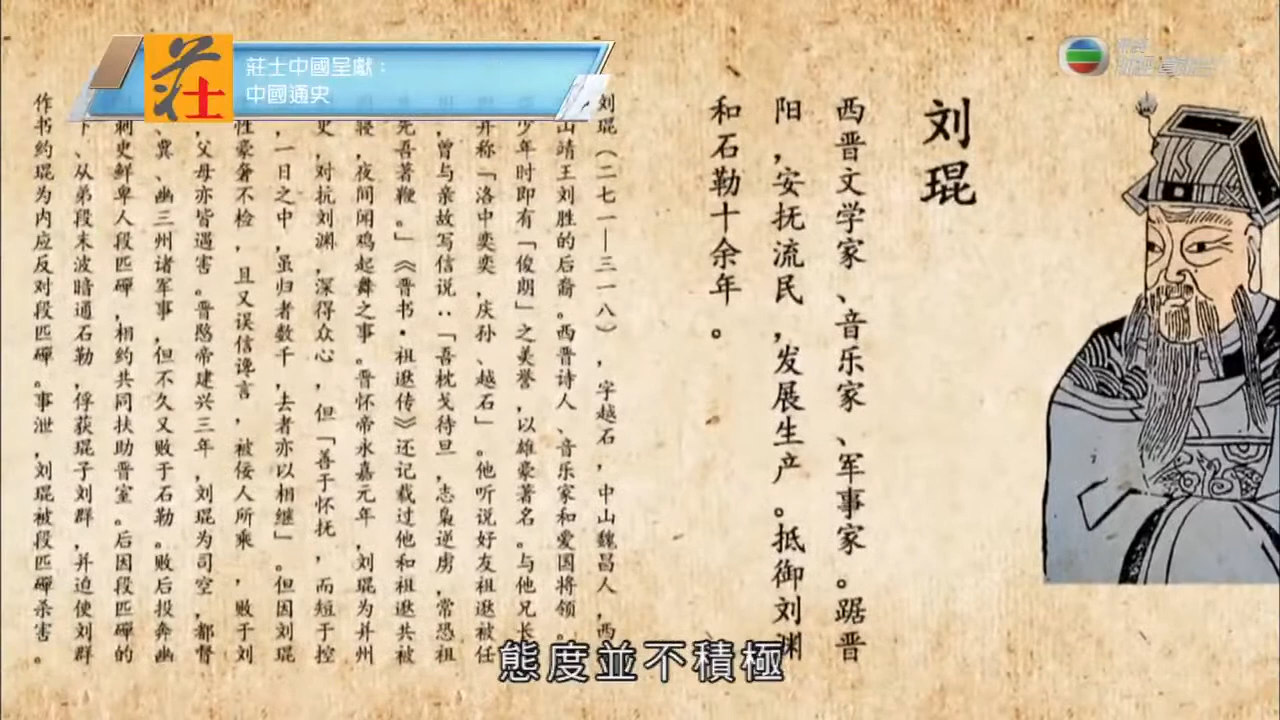 莊士中國呈獻：
中國通史
莊士
刘琨
西晋文学家、音乐家、军事家。踞晋
阳,安抚流民,发展生产。抵御刘渊
和石勒十余年。
刘琨(二七一—三一八),字越石,中山魏昌人,西
山靖王刘胜的后裔。西晋诗人、音乐家和爱国将领。
少年时即有「俊朗」之美誉,以雄豪著名。与他兄长
并称「洛中奕奕,庆孙、越石」。他听说好友祖逖被任
,曾与亲故写信说:「吾枕戈待旦,志枭逆虏,常恐祖
先吾著鞭。」《晋书·祖逖传》还记载过他和祖逖共被
寝,夜间闻鸡起舞之事。晋怀帝永嘉元年,刘琨为并州
史,对抗刘渊,深得众心,但「善于怀抚,而短于控
,一日之中,虽归者数千,去者亦以相继」。但因刘琨
性豪奢不检,且又误信谗言,被佞人所乘,败于刘
,父母亦皆遇害。晋愍帝建兴三年,刘琨为司空,都督
、冀、幽三州诸军事,但不久又败于石勒。败后投奔幽
刺史鲜卑人段匹磾,相约共同扶助晋室。后因段匹磾的
下、从弟段末波暗通石勒,俘获琨子刘群,并迫使刘群
作书约琨为内应反对段匹磾。事泄,刘琨被段匹磾杀害。
態度並不積極